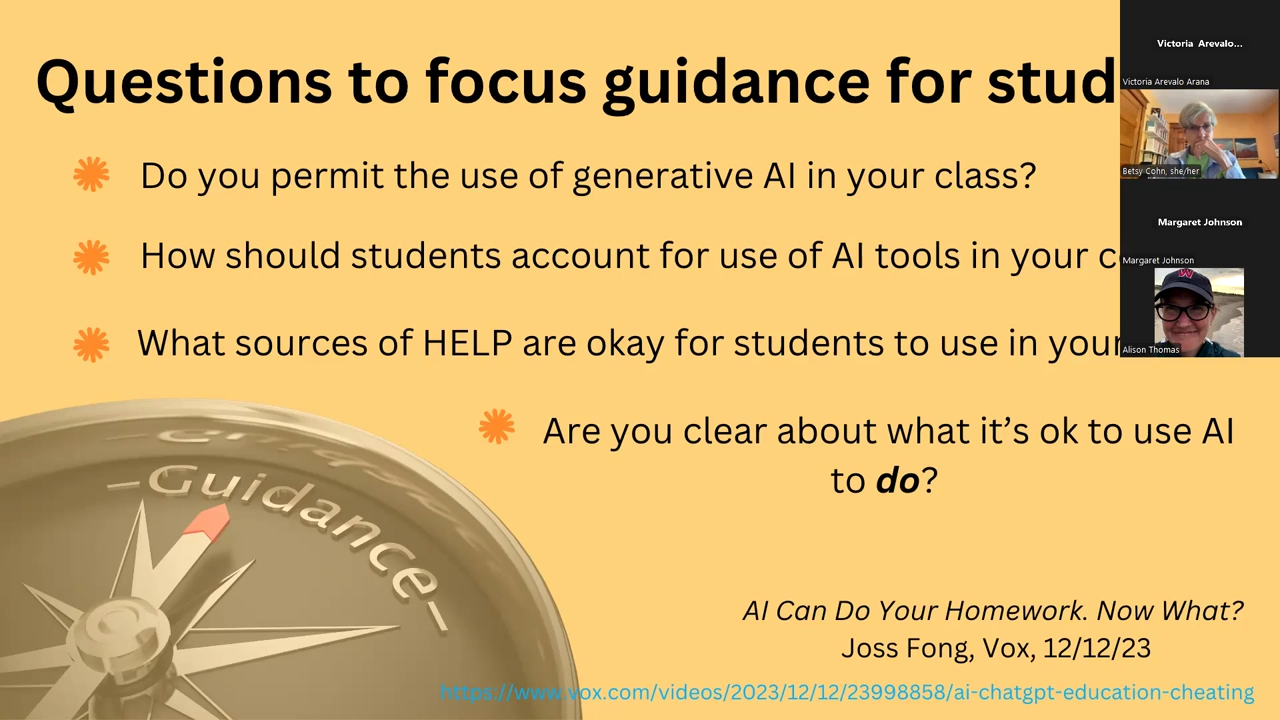 Questions to focus guidance for stud
Do you permit the use of generative AI in your class?
How should students account for use of AI tools in your c
What sources of HELP are okay for students to use in your
Are you clear about what it’s ok to use AI
to do?
-Guidance-
AI Can Do Your Homework. Now What?
Joss Fong, Vox, 12/12/23
https://www.vox.com/videos/2023/12/12/23998858/ai-chatgpt-education-cheating
Victoria Arevalo...
Victoria Arevalo Arana
Betsy Cohn, she/her
Margaret Johnson
Margaret Johnson
W
Alison Thomas